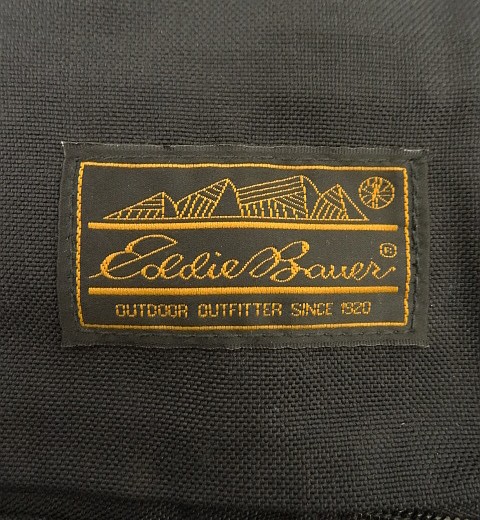 Eddie Bauer®
OUTDOOR OUTFITTER SINCE 1920